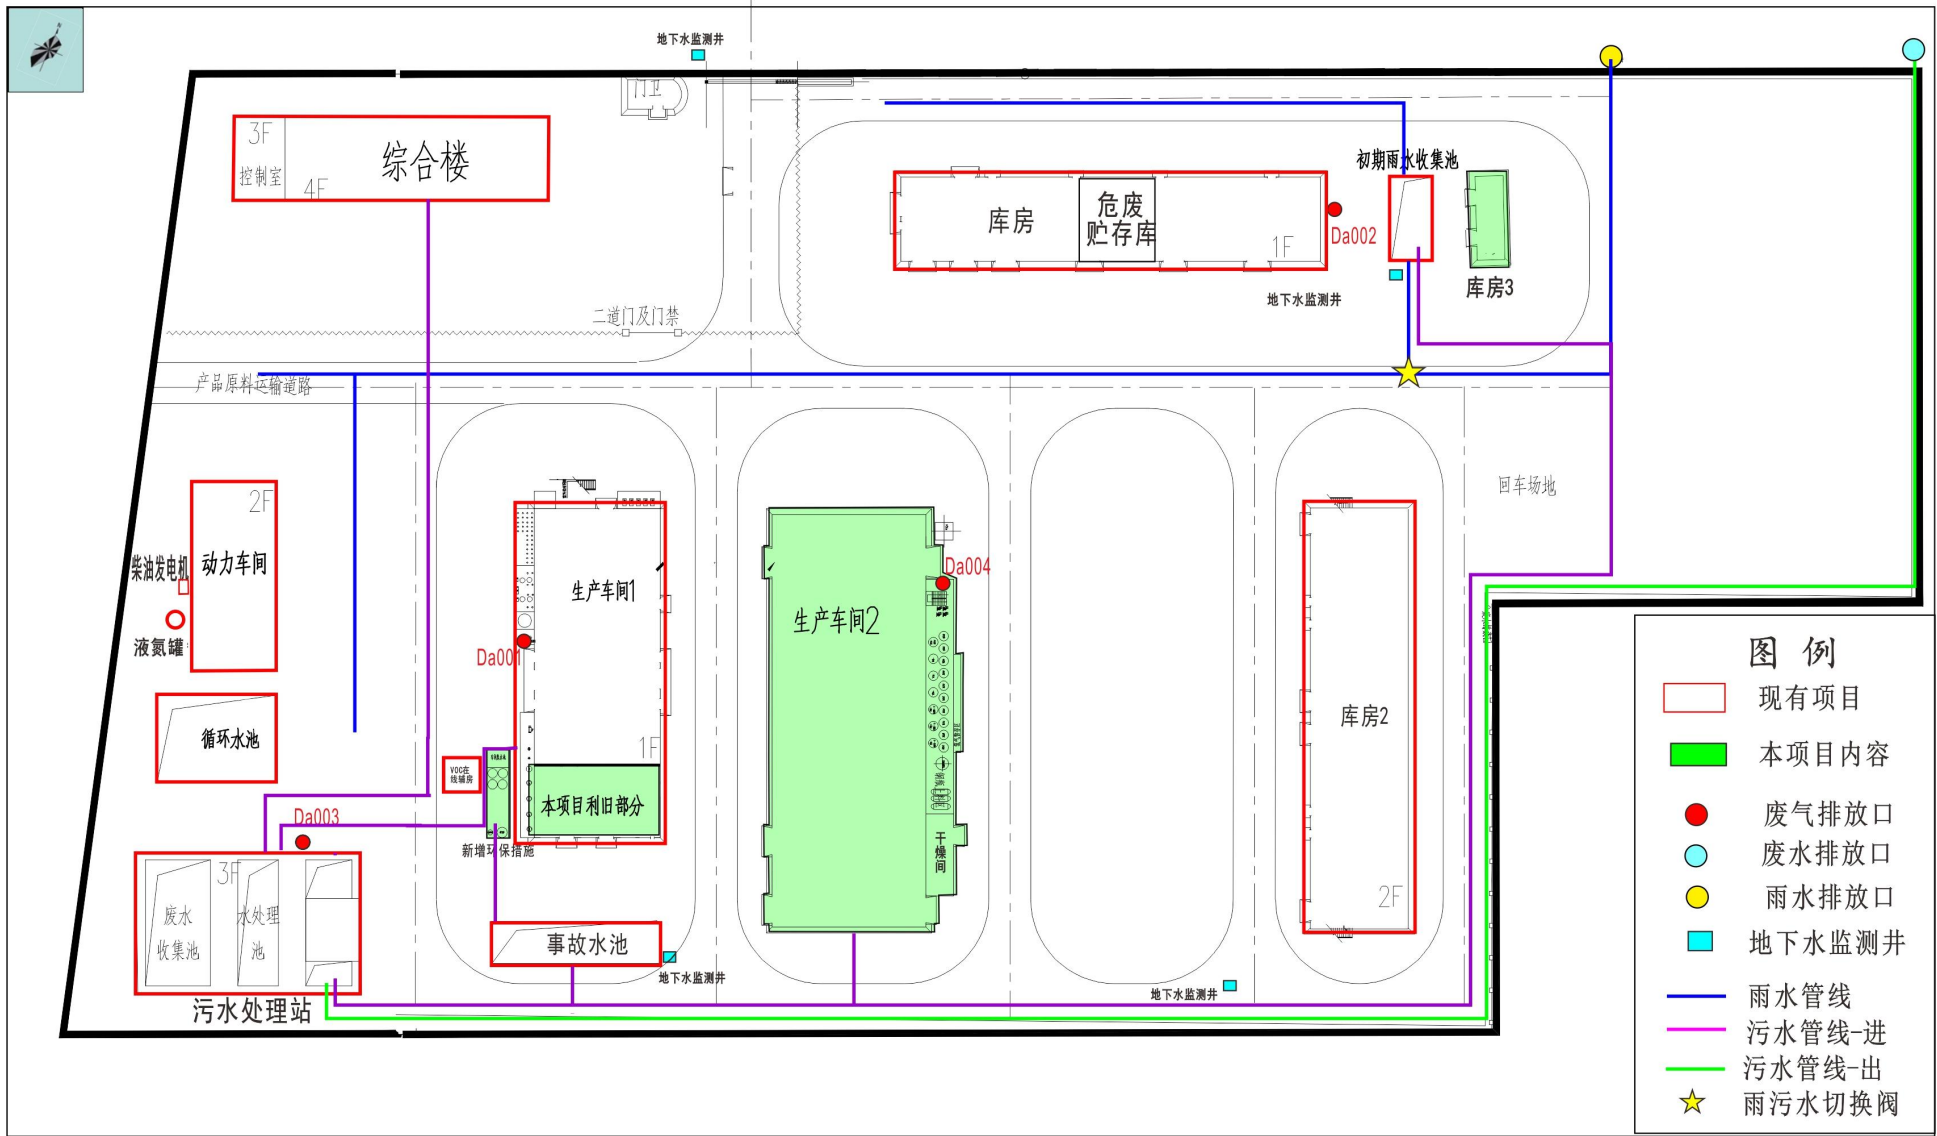 地下水监测井
门卫
3F
控制室
4F
综合楼
初期雨水收集池
库房
危废
贮存库
1F
Da002
库房3
地下水监测井
二道门及门禁
产品原料运输道路
回车场地
2F
动力车间
柴油发电机
液氮罐
循环水池
生产车间1
Da001
1F
VOC在
线辅房
本项目利旧部分
新增环保措施
生产车间2
Da004
干燥间
库房2
2F
Da003
3F
废水
收集池
水处理
池
污水处理站
事故水池
地下水监测井
地下水监测井
图 例
现有项目
本项目内容
废气排放口
废水排放口
雨水排放口
地下水监测井
雨水管线
污水管线-进
污水管线-出
雨污水切换阀